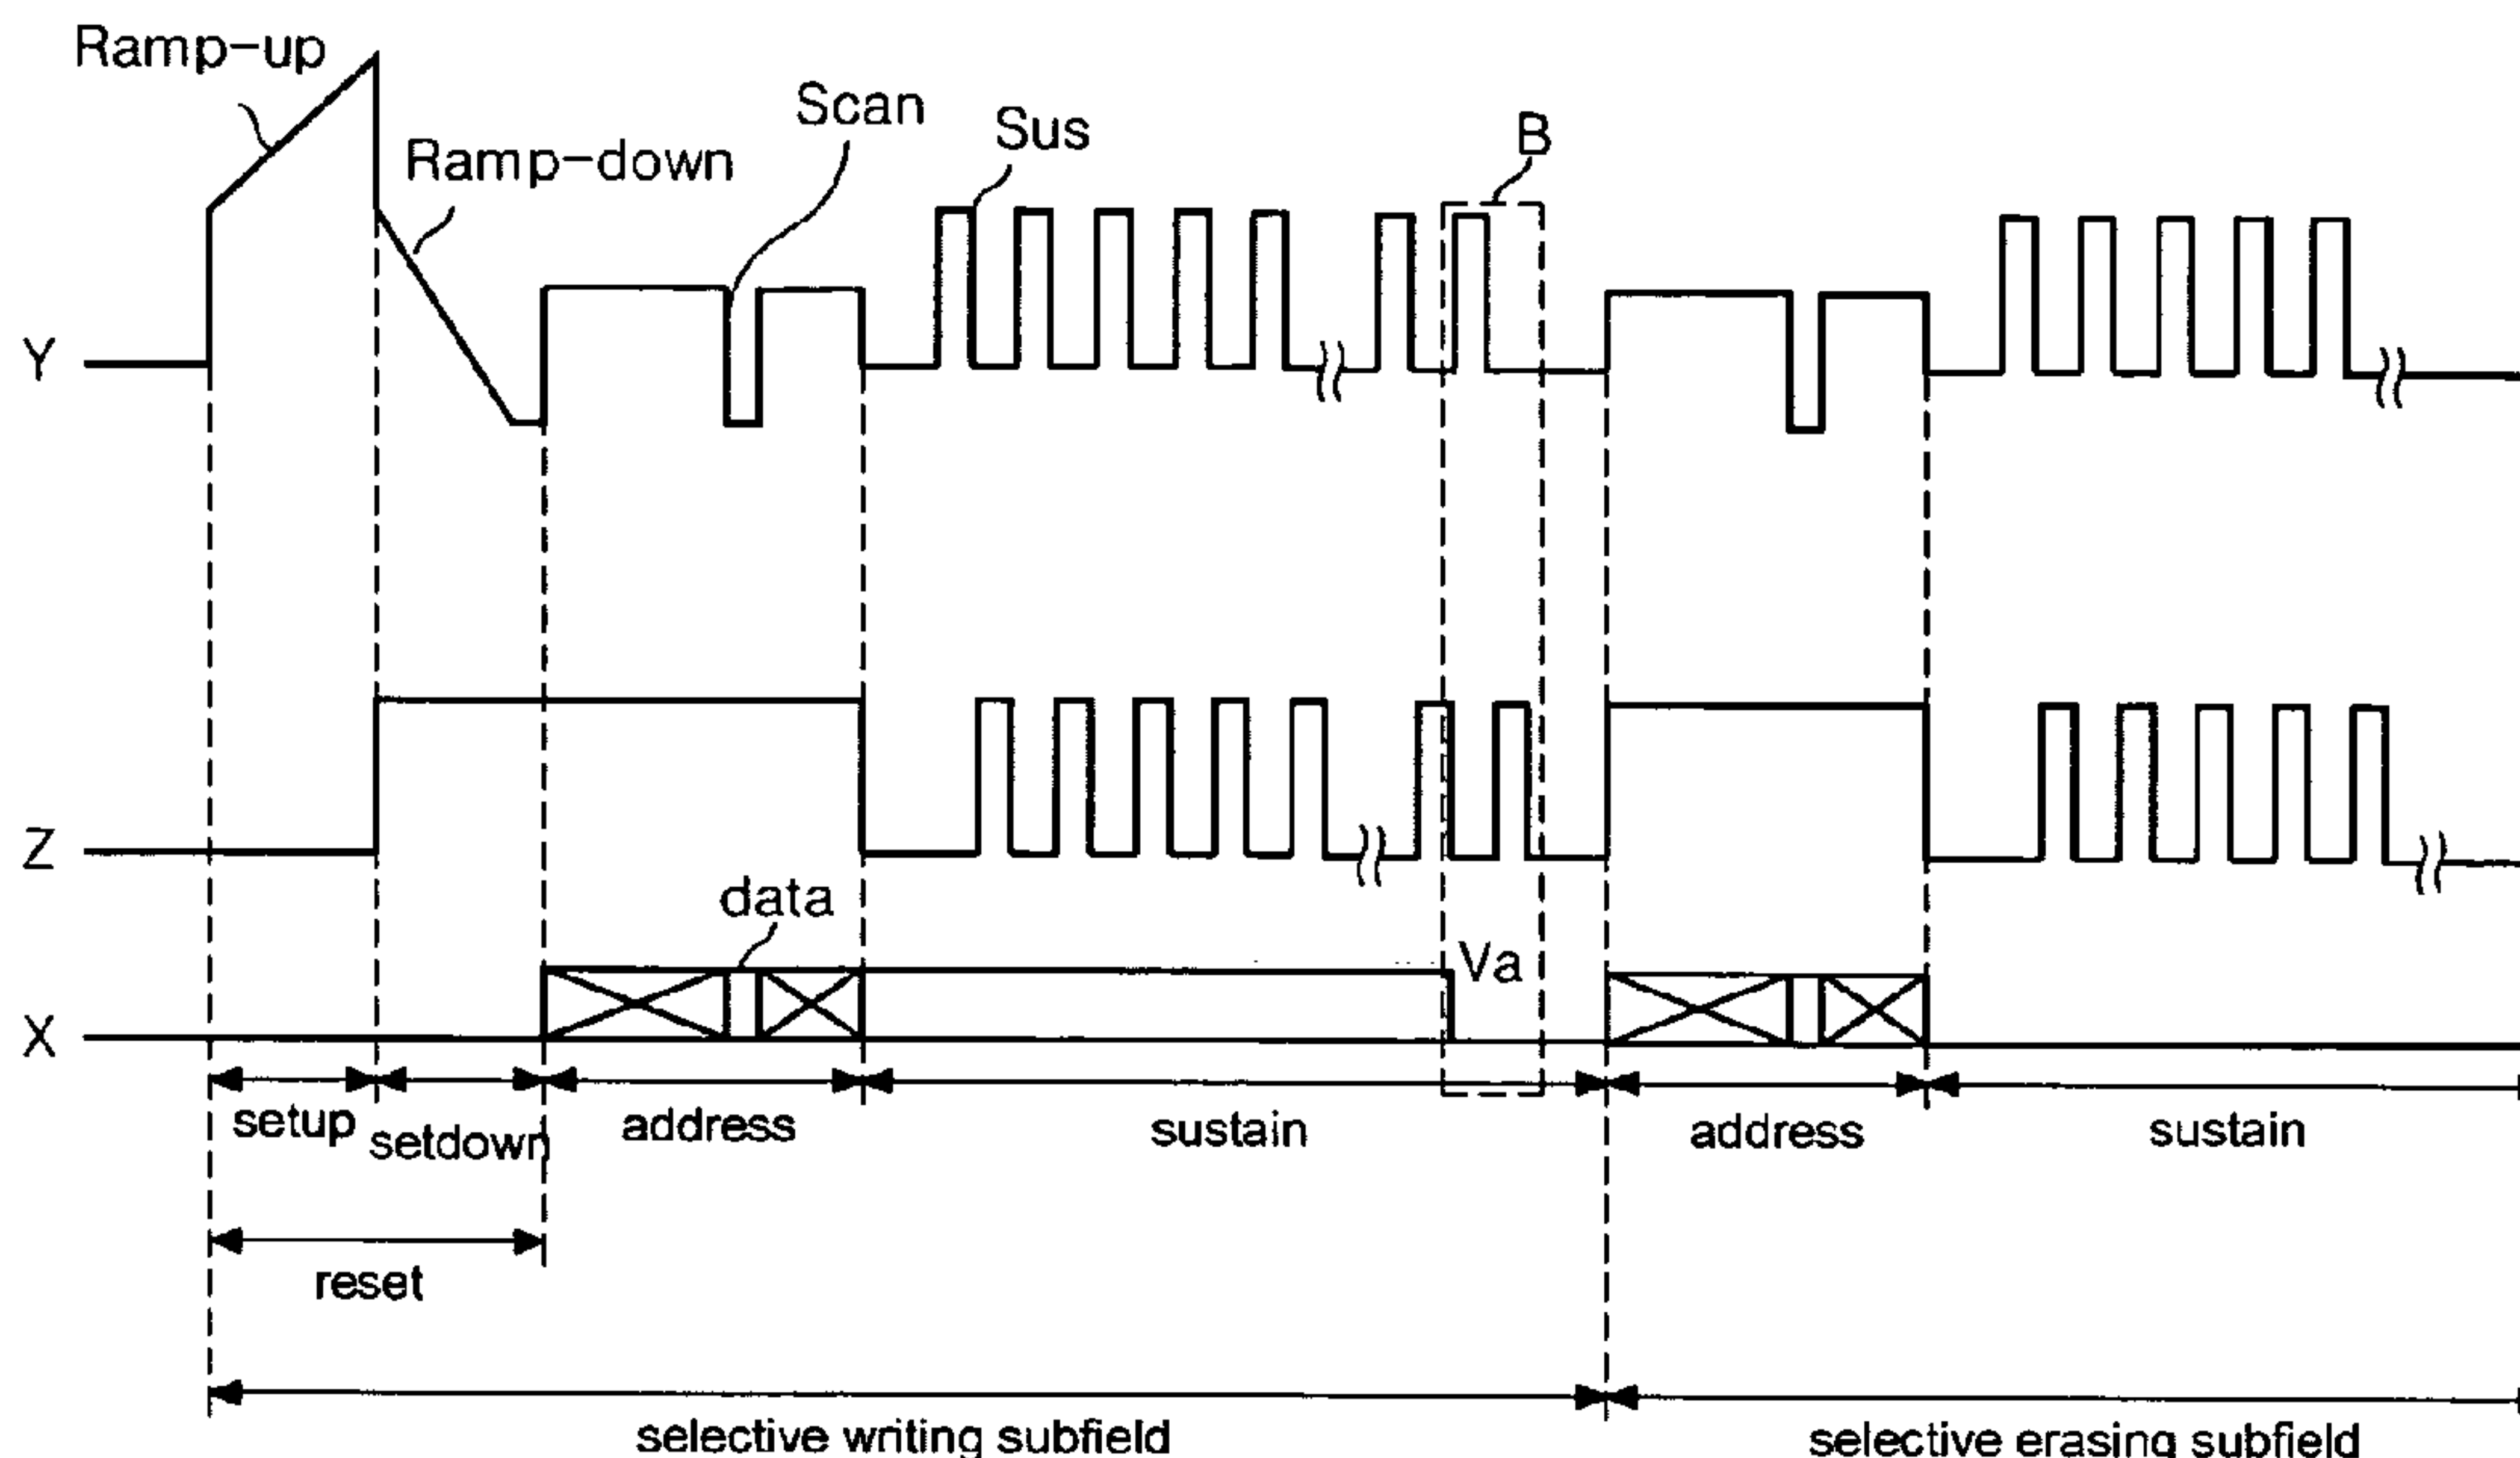 Ramp-up
Scan
Sus
B
Ramp-down
Y
Z
data
Va
X
setup
setdown
address
sustain
address
sustain
reset
selective writing subfield
selective erasing subfield